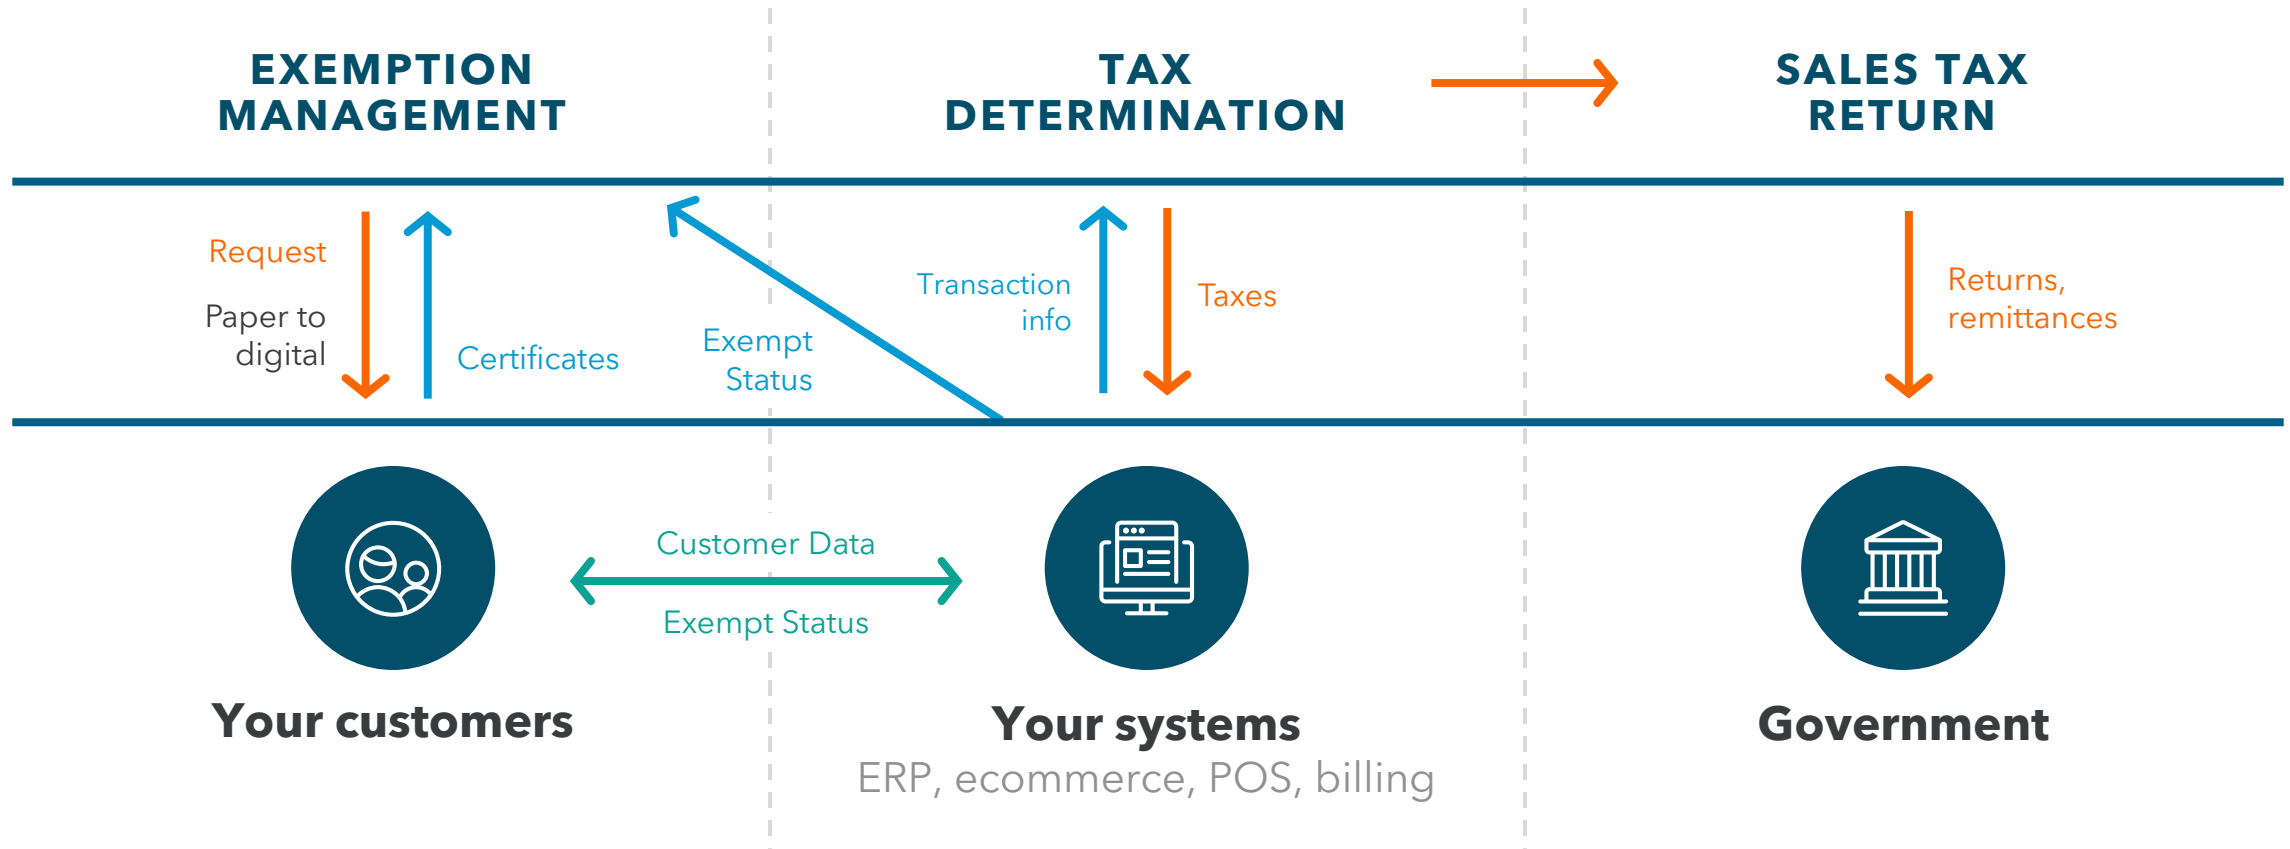 EXEMPTION
MANAGEMENT
TAX
DETERMINATION
SALES TAX
RETURN
Request
Paper to
digital
Certificates
Exempt
Status
Transaction
info
Taxes
Returns,
remittances
Customer Data
Exempt Status
Your customers
Your systems
ERP, ecommerce, POS, billing
Government